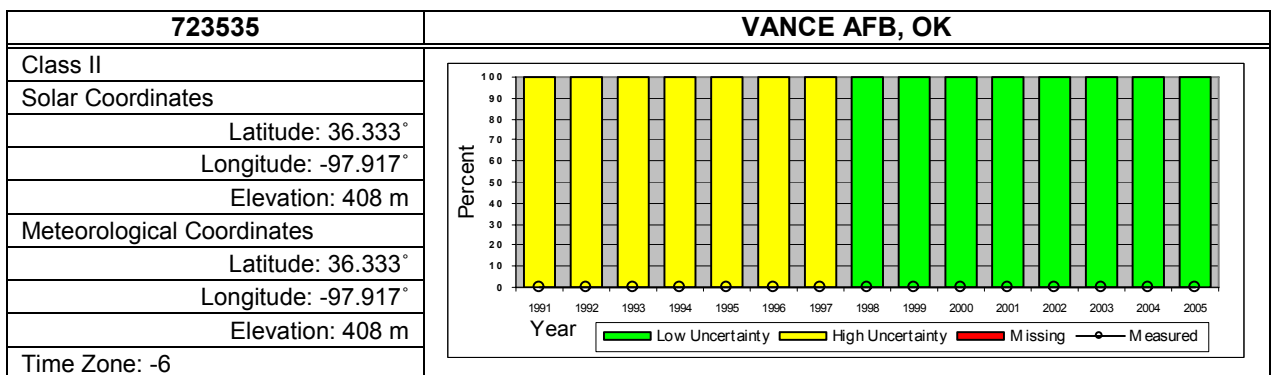 723535
VANCE AFB, OK
Class II
Solar Coordinates
Latitude: 36.333˚
Longitude: -97.917˚
Elevation: 408 m
Meteorological Coordinates
Latitude: 36.333˚
Longitude: -97.917˚
Elevation: 408 m
Time Zone: -6
Percent
100
90
80
70
60
50
40
30
20
10
0
1991 1992 1993 1994 1995 1996 1997 1998 1999 2000 2001 2002 2003 2004 2005
Year
Low Uncertainty High Uncertainty Missing Measured